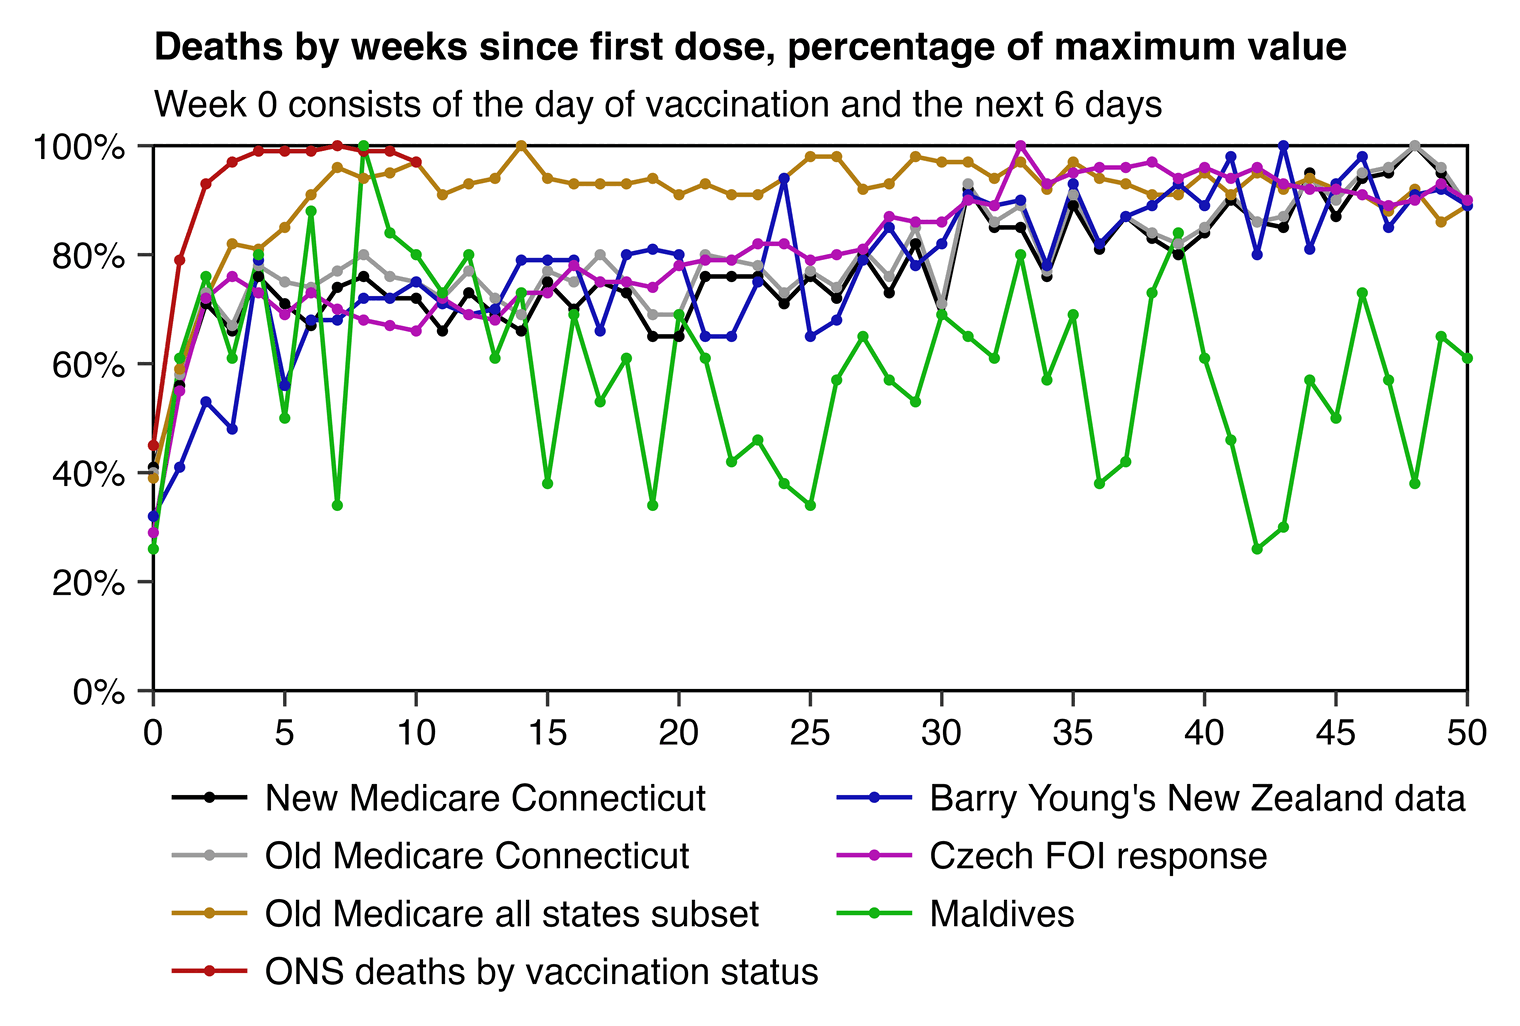 Deaths by weeks since first dose, percentage of maximum value
Week 0 consists of the day of vaccination and the next 6 days
100%
80%
60%
40%
20%
0%
0 5 10 15 20 25 30 35 40 45 50
New Medicare Connecticut
Old Medicare Connecticut
Old Medicare all states subset
ONS deaths by vaccination status
Barry Young's New Zealand data
Czech FOI response
Maldives